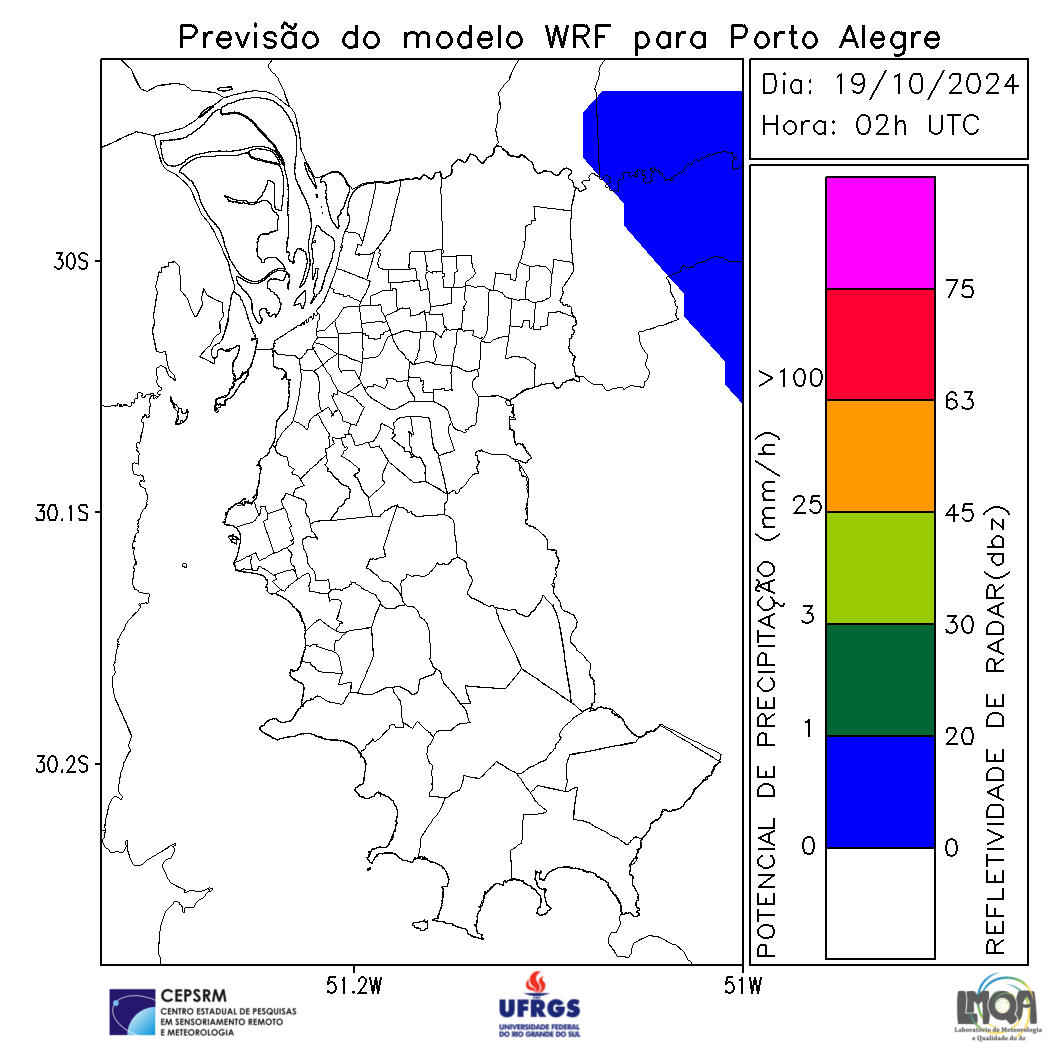 Previsão do modelo WRF para Porto Alegre
Dia: 19/10/2024
Hora: 02h UTC
30S
30.1S
30.2S
51.2W
51W
POTENCIAL DE PRECIPITAÇÃO (mm/h)
>100
25
3
1
0
75
63
45
30
20
0
REFLETIVIDADE DE RADAR(dbz)
CEPSRM
CENTRO ESTADUAL DE PESQUISAS
EM SENSORIAMENTO REMOTO
E METEOROLOGIA
UFRGS
UNIVERSIDADE FEDERAL
DO RIO GRANDE DO SUL
LMQA
Laboratório de Meteorologia
e Qualidade do Ar